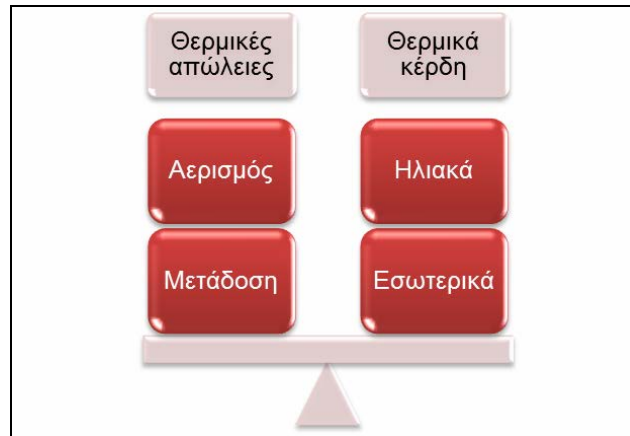 Θερμικές
απώλειες
Θερμικά
κέρδη
Αερισμός
Ηλιακά
Μετάδοση
Εσωτερικά